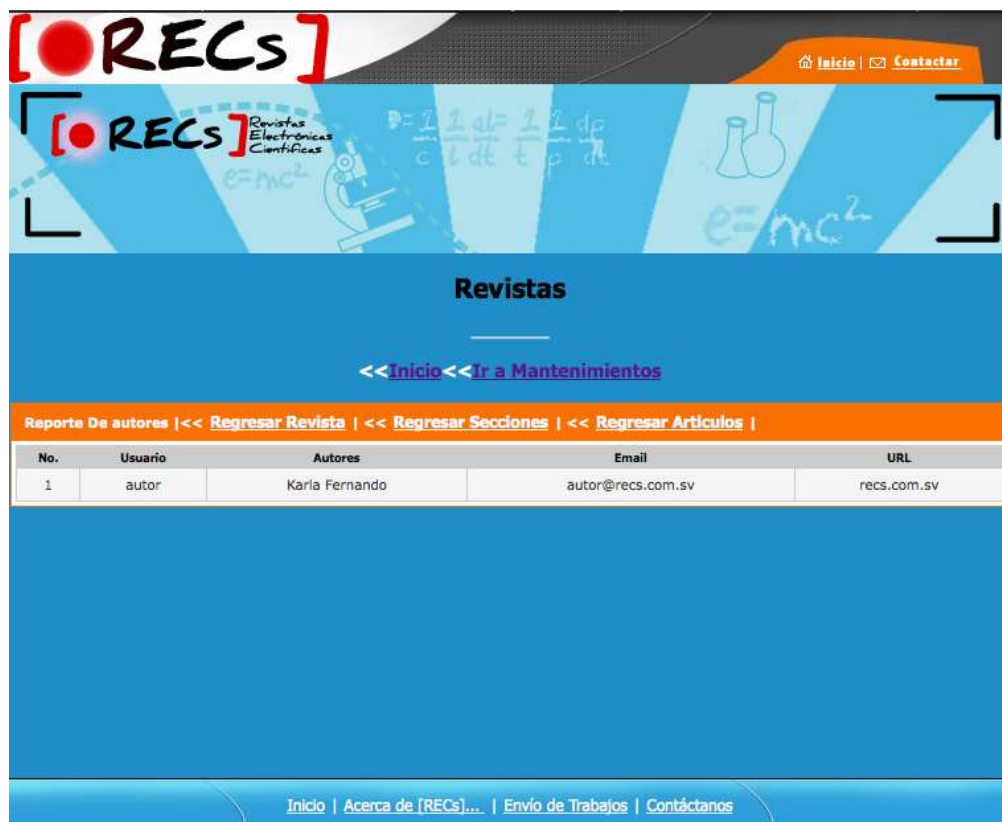 [RECs]
Inicio | Contactar
[RECs] Revistas
Electrónicas
Científicas
e=mc²
e=mc²
Revistas
<<Inicio<<Ir a Mantenimientos
Reporte De autores |<< Regresar Revista | << Regresar Secciones | << Regresar Articulos |
No. Usuario Autores Email URL
1 autor Karla Fernando autor@recs.com.sv recs.com.sv
Inicio | Acerca de [RECs]... | Envío de Trabajos | Contáctanos